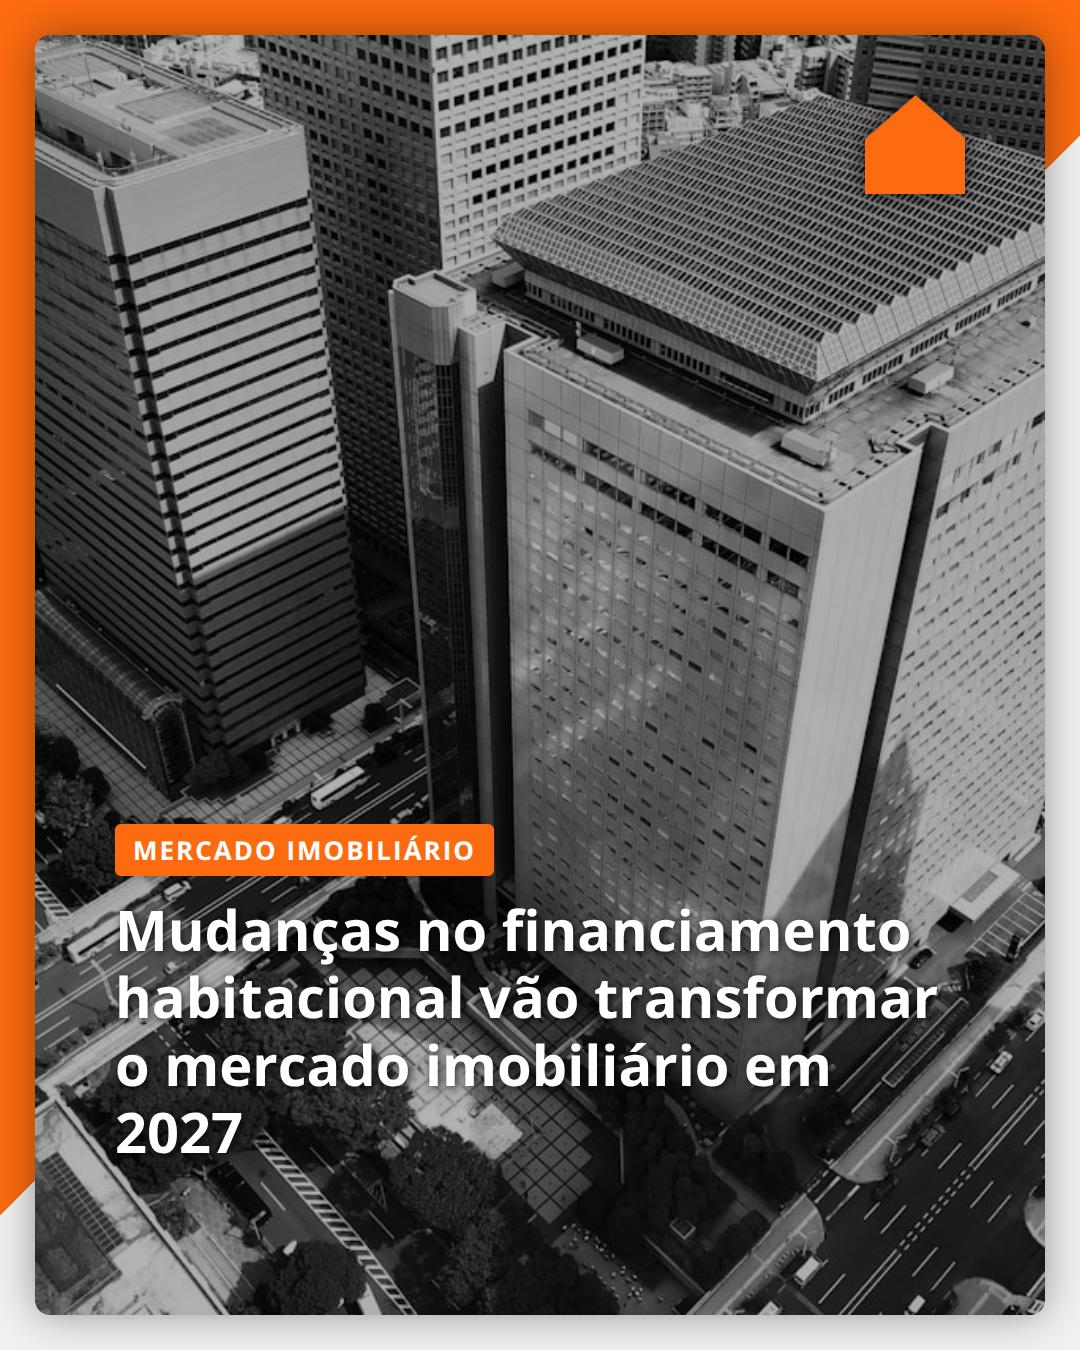 MERCADO IMOBILIÁRIO
Mudanças no financiamento
habitacional vão transformar
o mercado imobiliário em
2027